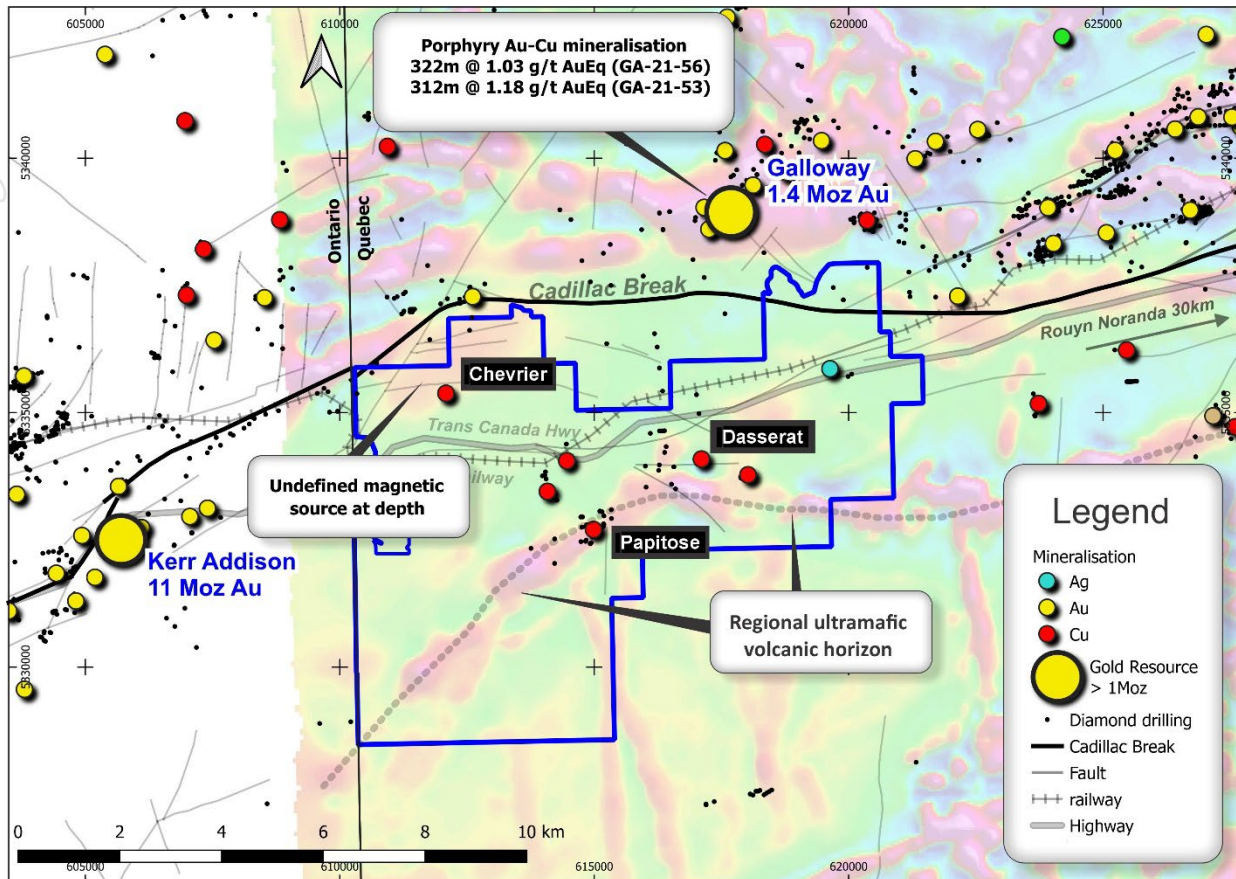 605000
610000
620000
625000
Porphyry Au-Cu mineralisation
322m @ 1.03 g/t AuEq (GA-21-56)
312m @ 1.18 g/t AuEq (GA-21-53)
5340000
5340000
Galloway
1.4 Moz Au
Ontario
Quebec
Cadillac Break
Rouyn Noranda 30km
Chevrier
5335000
Trans Canada Hwy
Dasserat
Undefined magnetic
source at depth
Papitose
Kerr Addison
11 Moz Au
Regional ultramafic
volcanic horizon
5330000
Legend
Mineralisation
Ag
Au
Cu
Gold Resource
> 1Moz
Diamond drilling
Cadillac Break
Fault
railway
Highway
0 2 4 6 8 10 km
605000
6100000
615000
620000